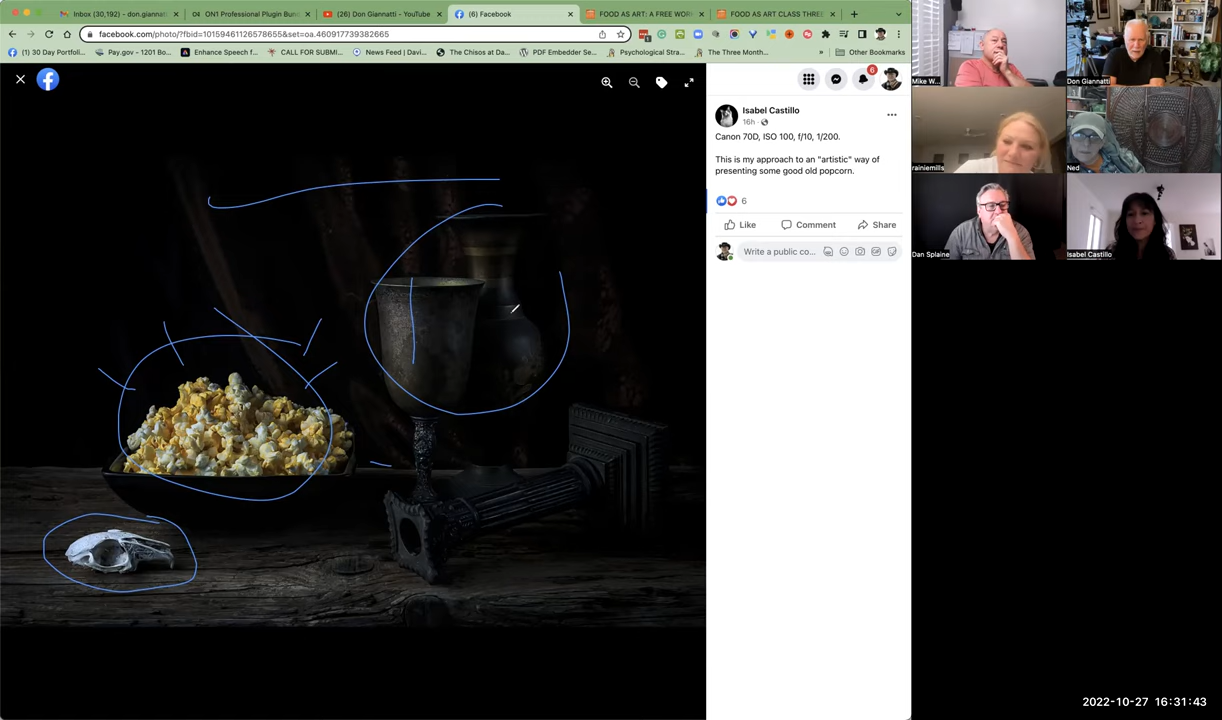 Inbox (30,192) - don.giannat
ON1 Professional Plugin Bun
(26) Don Giannatti - YouTube
(6) Facebook
FOOD AS ART: A FREE WOR
FOOD AS ART CLASS THREE
facebook.com/photo/?fbid=10159461126578655&set=oa.460917739382665
(1) 30 Day Portfoli...
Pay.gov - 1201 Bo...
Enhance Speech f...
CALL FOR SUBMI...
News Feed | Davi...
The Chisos at Da...
PDF Embedder Se...
Psychological Stra...
The Three Month...
»
Other Bookmarks
6
Isabel Castillo
16h ·
Canon 70D, ISO 100, f/10, 1/200.
This is my approach to an "artistic" way of
presenting some good old popcorn.
6
Like
Comment
Share
Write a public co...
Mike W...
Don Giannatti
rainiemills
Ned
Dan Splaine
Isabel Castillo
2022-10-27 16:31:43